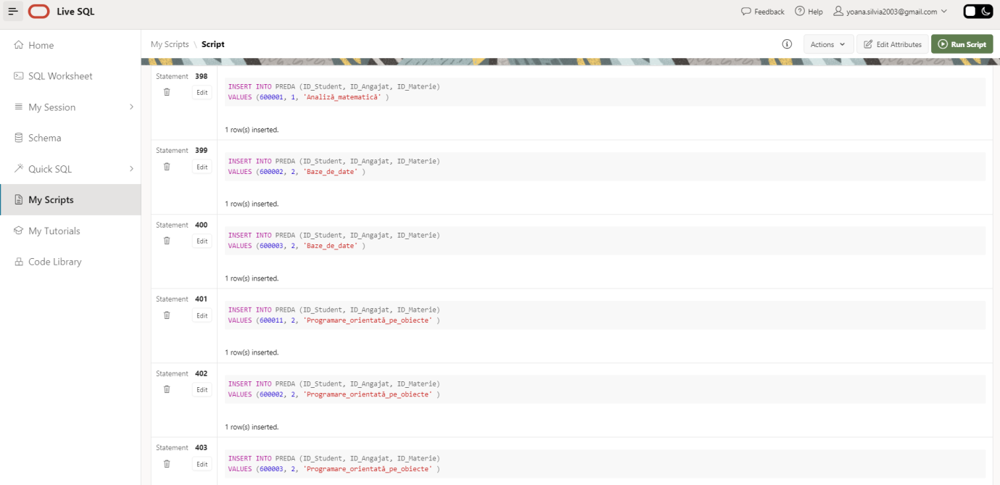 Live SQL
Feedback
Help
yoana.silvia2003@gmail.com
Home
SQL Worksheet
My Session
Schema
Quick SQL
My Scripts
My Tutorials
Code Library
My Scripts \ Script
Actions
Edit Attributes
Run Script
Statement 398
Edit
INSERT INTO PREDA (ID_Student, ID_Angajat, ID_Materie)
VALUES (600001, 1, 'Analiză_matematică' )
1 row(s) inserted.
Statement 399
Edit
INSERT INTO PREDA (ID_Student, ID_Angajat, ID_Materie)
VALUES (600002, 2, 'Baze_de_date' )
1 row(s) inserted.
Statement 400
Edit
INSERT INTO PREDA (ID_Student, ID_Angajat, ID_Materie)
VALUES (600003, 2, 'Baze_de_date' )
1 row(s) inserted.
Statement 401
Edit
INSERT INTO PREDA (ID_Student, ID_Angajat, ID_Materie)
VALUES (600011, 2, 'Programare_orientată_pe_obiecte' )
1 row(s) inserted.
Statement 402
Edit
INSERT INTO PREDA (ID_Student, ID_Angajat, ID_Materie)
VALUES (600002, 2, 'Programare_orientată_pe_obiecte' )
1 row(s) inserted.
Statement 403
Edit
INSERT INTO PREDA (ID_Student, ID_Angajat, ID_Materie)
VALUES (600003, 2, 'Programare_orientată_pe_obiecte' )